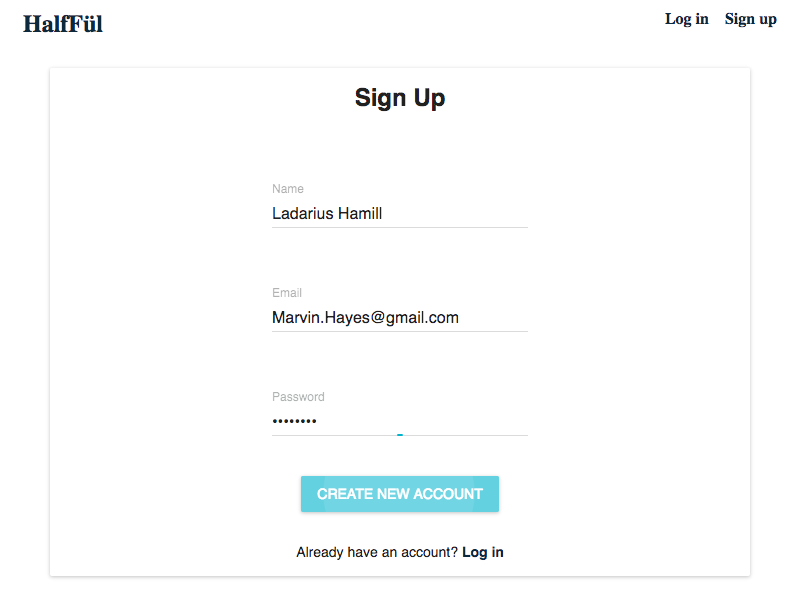 HalfFül
Log in Sign up
Sign Up
Name
Ladarius Hamill
Email
Marvin.Hayes@gmail.com
Password
••••••••
CREATE NEW ACCOUNT
Already have an account? Log in